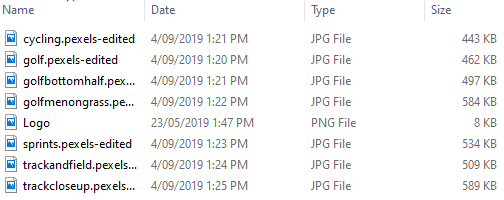 Name Date Type Size
cycling.pexels-edited 4/09/2019 1:21 PM JPG File 443 KB
golf.pexels-edited 4/09/2019 1:20 PM JPG File 462 KB
golfbottomhalf.pex... 4/09/2019 1:21 PM JPG File 497 KB
golfmenongrass.pe... 4/09/2019 1:22 PM JPG File 584 KB
Logo 23/05/2019 1:47 PM PNG File 8 KB
sprints.pexels-edited 4/09/2019 1:23 PM JPG File 534 KB
trackandfield.pexels... 4/09/2019 1:24 PM JPG File 509 KB
trackcloseup.pexels... 4/09/2019 1:25 PM JPG File 589 KB